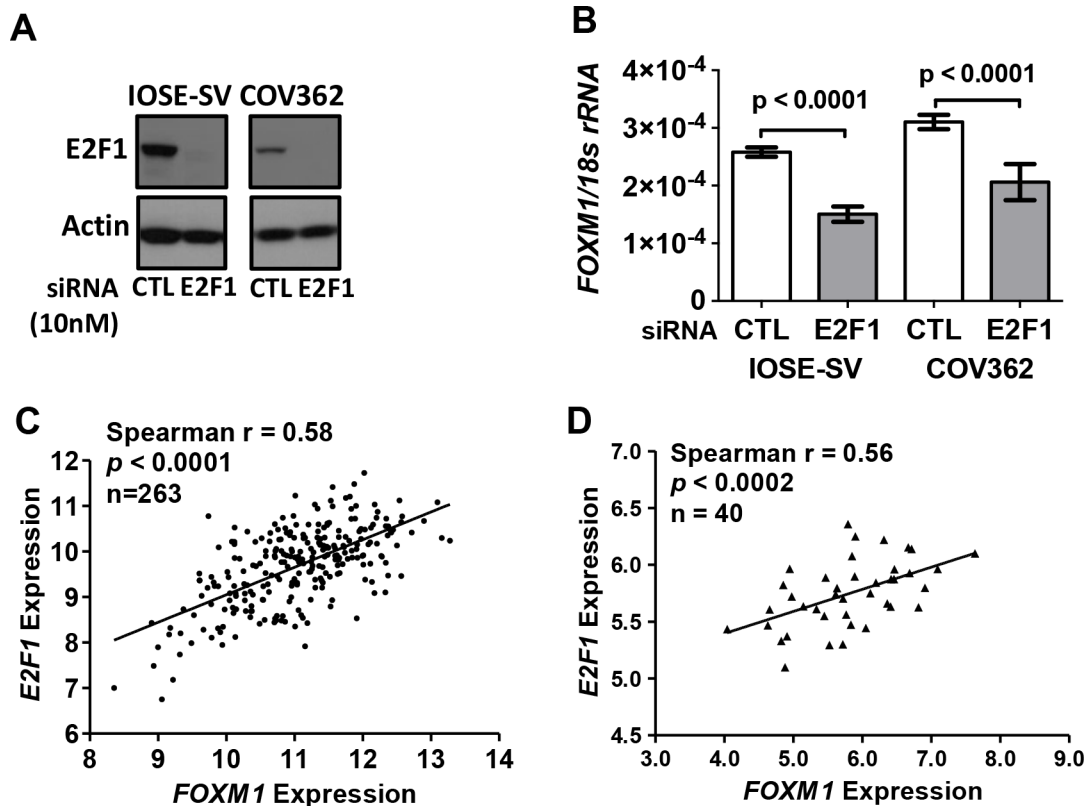 A
IOSE-SV COV362
E2F1
Actin
siRNA CTL E2F1 CTL E2F1
(10nM)
B
FOXM1/18s rRNA
4×10⁻⁴
3×10⁻⁴
2×10⁻⁴
1×10⁻⁴
0
p < 0.0001
p < 0.0001
siRNA CTL E2F1 CTL E2F1
IOSE-SV COV362
C
Spearman r = 0.58
p < 0.0001
n=263
E2F1 Expression
12
11
10
9
8
7
6
8 9 10 11 12 13 14
FOXM1 Expression
D
Spearman r = 0.56
p < 0.0002
n = 40
E2F1 Expression
7.0
6.5
6.0
5.5
5.0
4.5
3.0 4.0 5.0 6.0 7.0 8.0 9.0
FOXM1 Expression